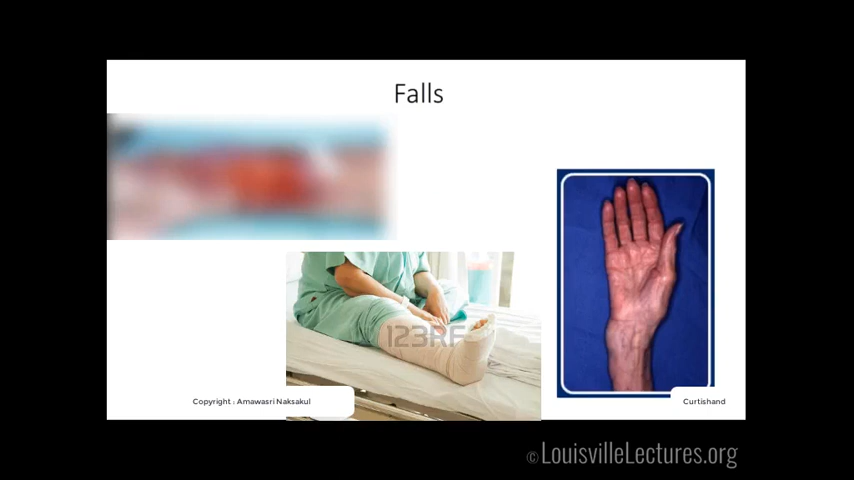 Falls
123RF
Copyright : Amawasri Naksakul
Curtishand
© LouisvilleLectures.org